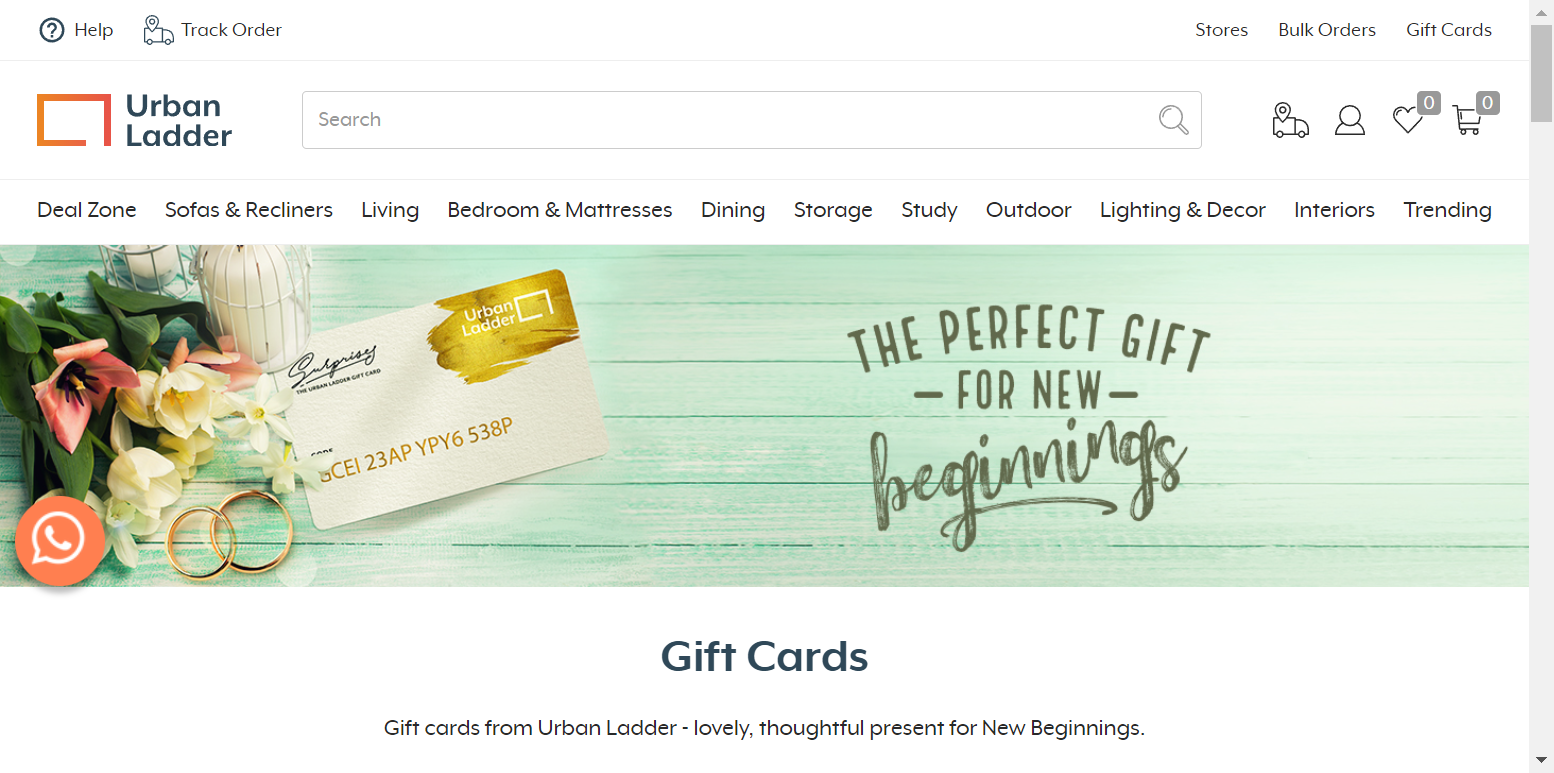 Help
Track Order
Stores
Bulk Orders
Gift Cards
Urban
Ladder
Search
0
0
Deal Zone
Sofas & Recliners
Living
Bedroom & Mattresses
Dining
Storage
Study
Outdoor
Lighting & Decor
Interiors
Trending
Urban
Ladder
Surprises
THE URBAN LADDER GIFT CARD
CODE
GCEI 23AP YPY6 538P
THE PERFECT GIFT
FOR NEW
beginnings
Gift Cards
Gift cards from Urban Ladder - lovely, thoughtful present for New Beginnings.